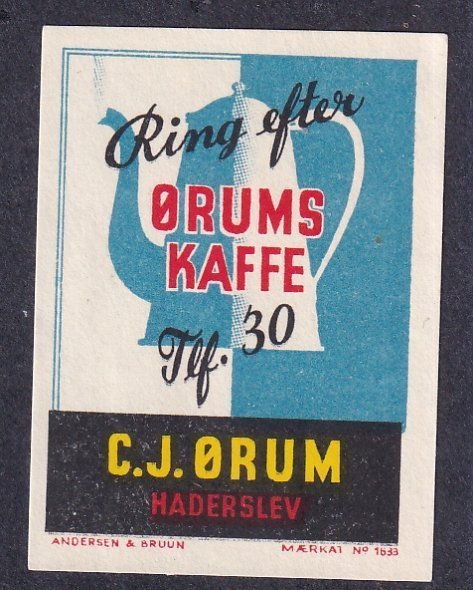 Ring efter
ØRUMS
KAFFE
Tlf. 30
C.J. ØRUM
HADERSLEV
ANDERSEN & BRUUN
MÆRKAT Nº 1633